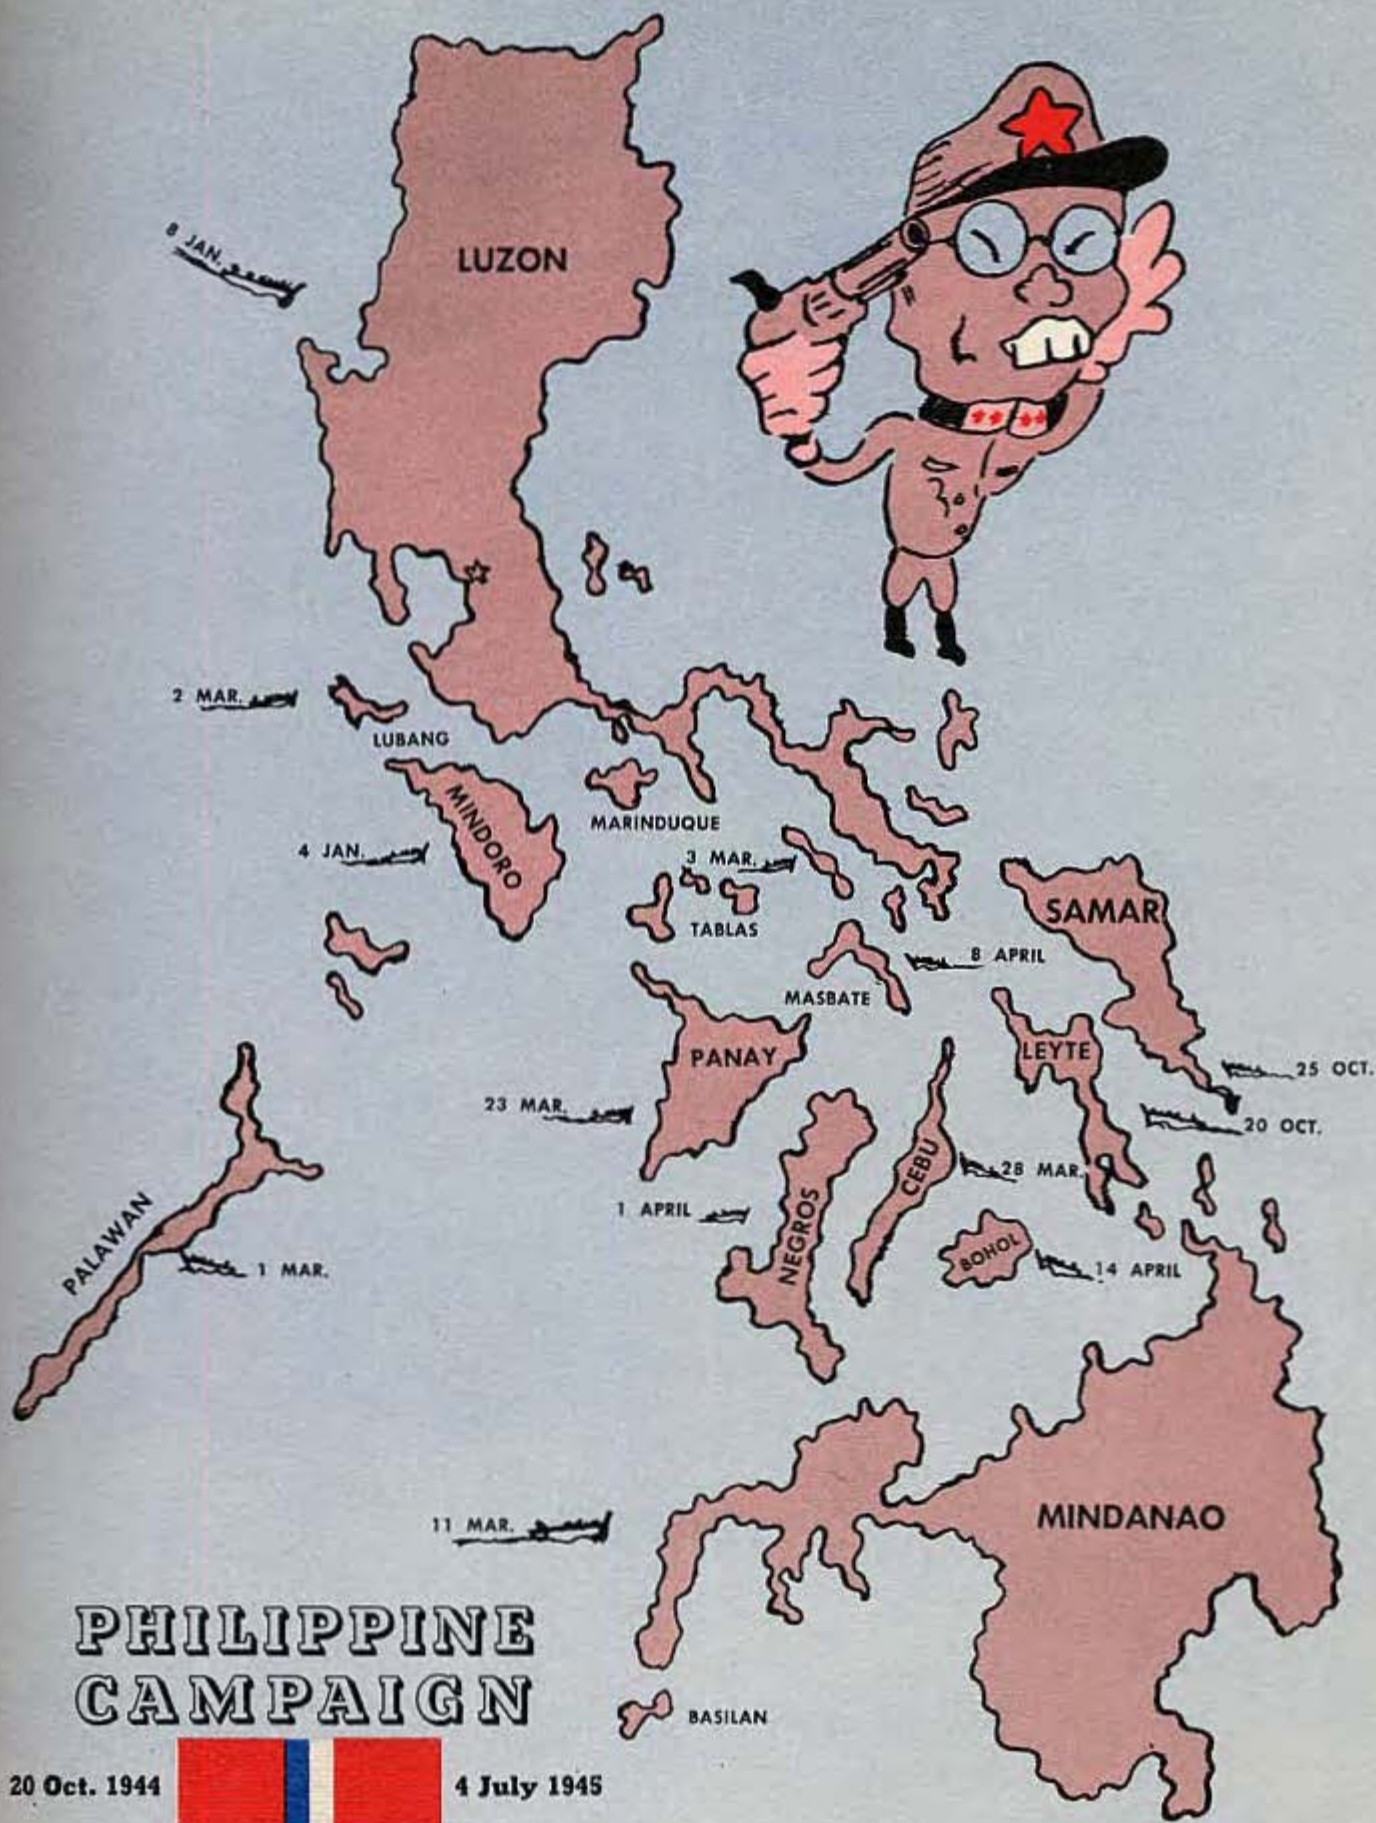 8 JAN.
LUZON
2 MAR.
LUBANG
MINDORO
MARINDUQUE
4 JAN.
3 MAR.
TABLAS
SAMAR
8 APRIL
MASBATE
PANAY
LEYTE
25 OCT.
23 MAR.
20 OCT.
CEBU
28 MAR.
1 APRIL
NEGROS
PALAWAN
BOHOL
1 MAR.
14 APRIL
11 MAR.
MINDANAO
PHILIPPINE
CAMPAIGN
BASILAN
20 Oct. 1944
4 July 1945